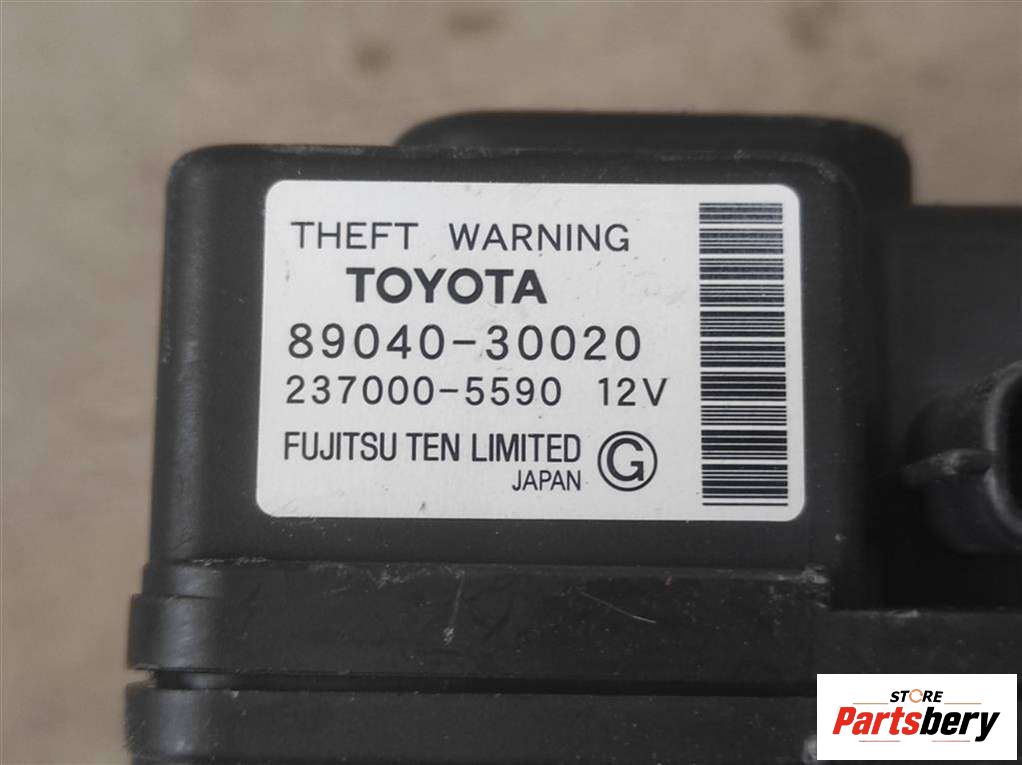 THEFT WARNING
TOYOTA
89040-30020
237000-5590 12V
FUJITSU TEN LIMITED G
JAPAN
STORE
Partsbery